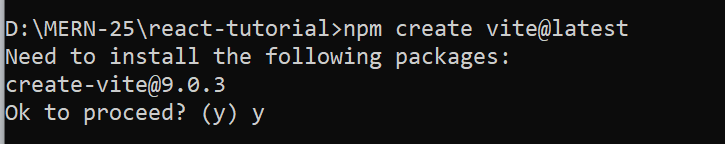 D:\MERN-25\react-tutorial>npm create vite@latest
Need to install the following packages:
create-vite@9.0.3
Ok to proceed? (y) y